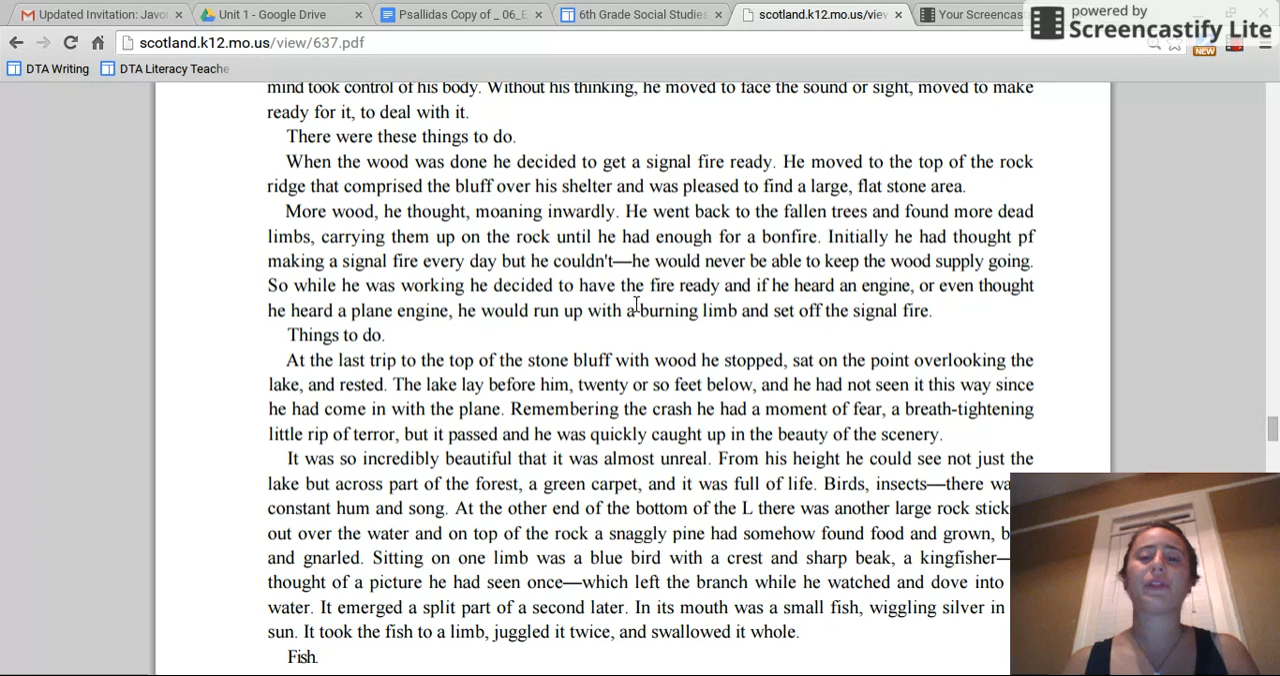 Updated Invitation: Javo
Unit 1 - Google Drive
Psallidas Copy of _ 06_E
6th Grade Social Studies
scotland.k12.mo.us/view
Your Screencas
powered by
Screencastify Lite
scotland.k12.mo.us/view/637.pdf
NEW
DTA Writing
DTA Literacy Teache
mind took control of his body. Without his thinking, he moved to face the sound or sight, moved to make
ready for it, to deal with it.
There were these things to do.
When the wood was done he decided to get a signal fire ready. He moved to the top of the rock
ridge that comprised the bluff over his shelter and was pleased to find a large, flat stone area.
More wood, he thought, moaning inwardly. He went back to the fallen trees and found more dead
limbs, carrying them up on the rock until he had enough for a bonfire. Initially he had thought pf
making a signal fire every day but he couldn't—he would never be able to keep the wood supply going.
So while he was working he decided to have the fire ready and if he heard an engine, or even thought
he heard a plane engine, he would run up with a burning limb and set off the signal fire.
Things to do.
At the last trip to the top of the stone bluff with wood he stopped, sat on the point overlooking the
lake, and rested. The lake lay before him, twenty or so feet below, and he had not seen it this way since
he had come in with the plane. Remembering the crash he had a moment of fear, a breath-tightening
little rip of terror, but it passed and he was quickly caught up in the beauty of the scenery.
It was so incredibly beautiful that it was almost unreal. From his height he could see not just the
lake but across part of the forest, a green carpet, and it was full of life. Birds, insects—there wa
constant hum and song. At the other end of the bottom of the L there was another large rock stick
out over the water and on top of the rock a snaggly pine had somehow found food and grown, b
and gnarled. Sitting on one limb was a blue bird with a crest and sharp beak, a kingfisher—
thought of a picture he had seen once—which left the branch while he watched and dove into
water. It emerged a split part of a second later. In its mouth was a small fish, wiggling silver in
sun. It took the fish to a limb, juggled it twice, and swallowed it whole.
Fish.